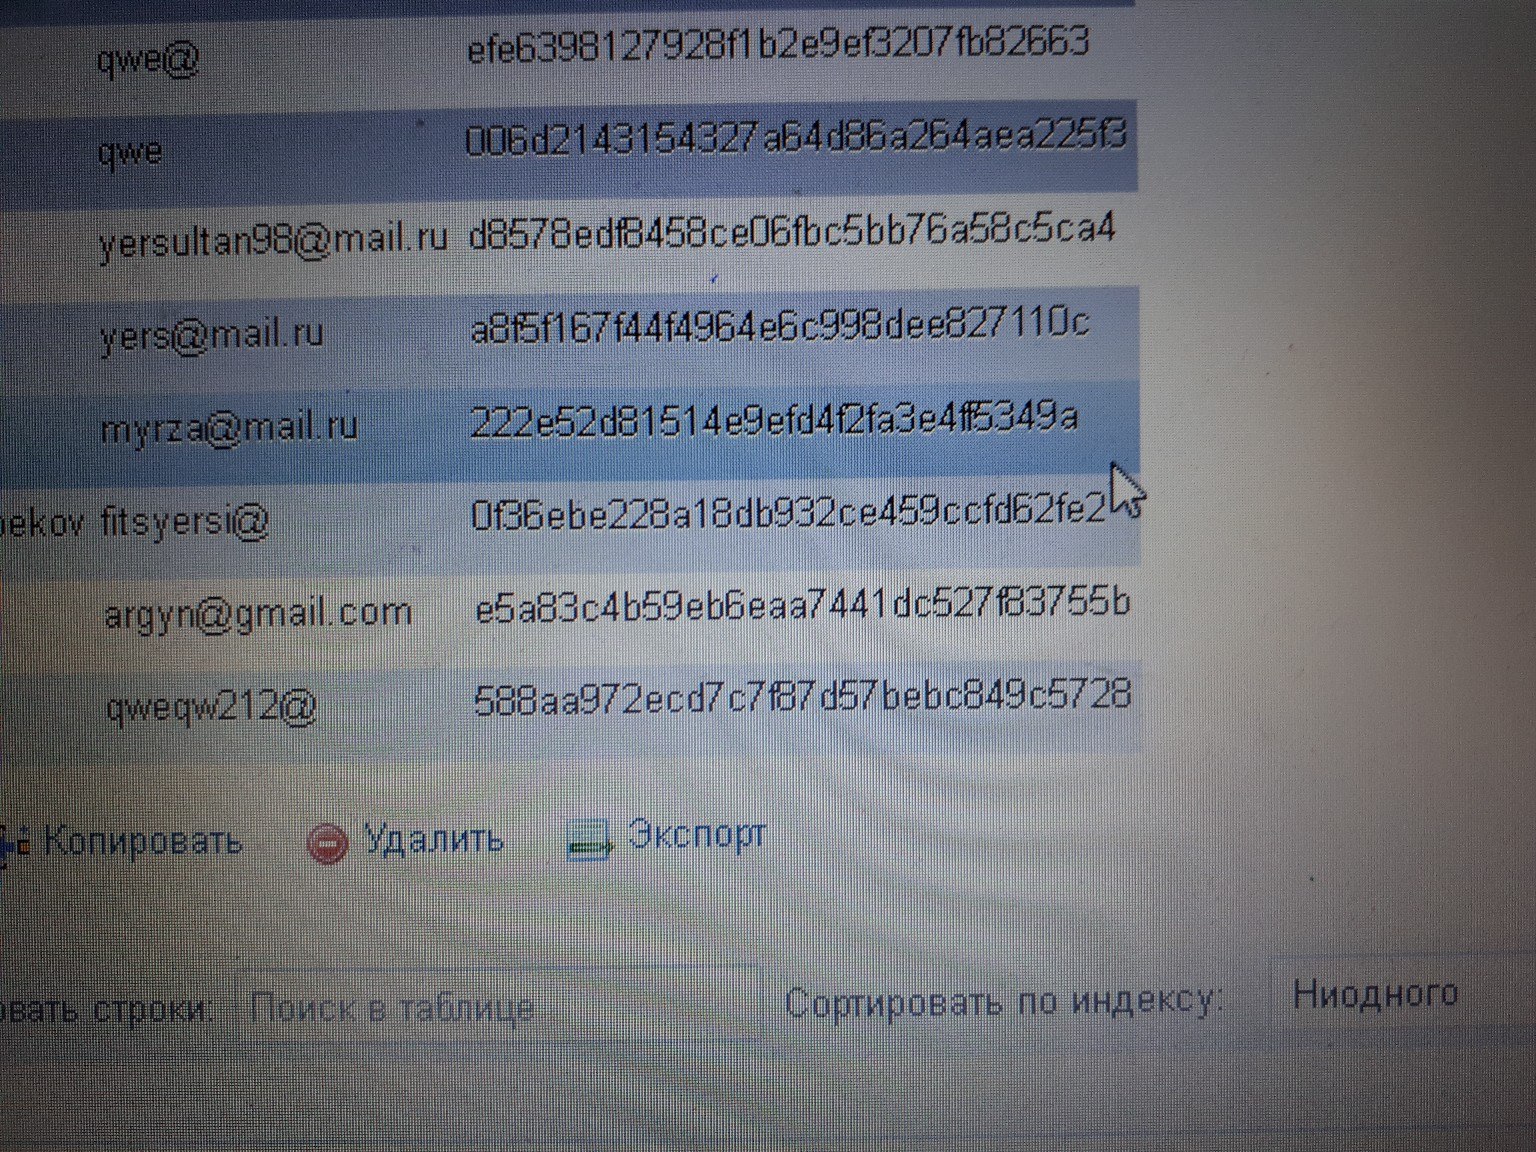 qwe@ efe6398127928f1b2e9ef3207fb82663
qwe 006d2143154327a64d86a264aea225f3
yersultan98@mail.ru d8578edf8458ce06fbc5bb76a58c5ca4
yers@mail.ru a8f5f167f44f4964e6c998dee827110c
myrza@mail.ru 222e52d81514e9efd4f2fa3e4ff5349a
bekov fitsyersi@ 0f36ebe228a18db932ce459ccfd62fe2
argyn@gmail.com e5a83c4b59eb6eaa7441dc527f83755b
qweqw212@ 588aa972ecd7c7f87d57bebc849c5728
Копировать Удалить Экспорт
овать строки: Поиск в таблице Сортировать по индексу: Ниодного